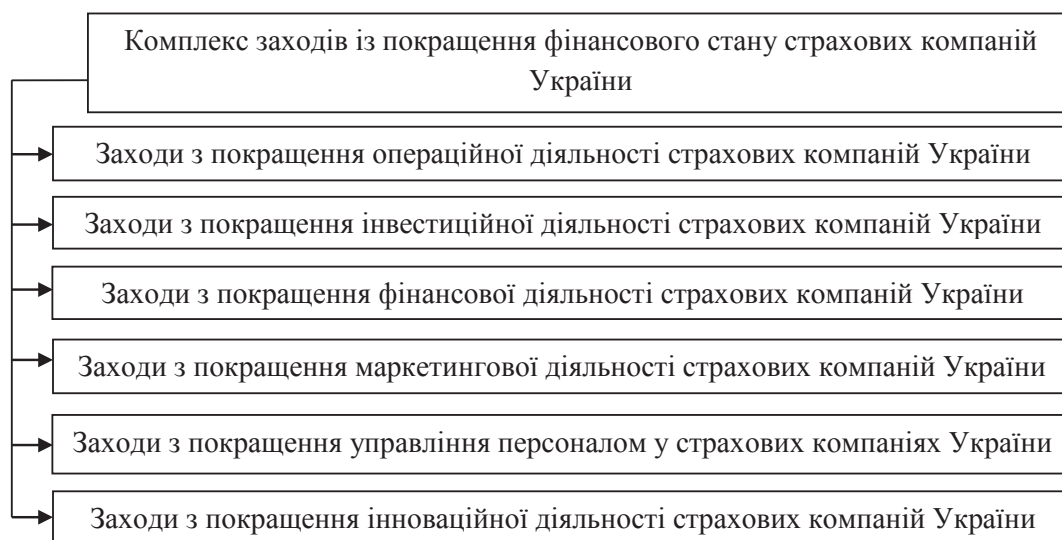 Комплекс заходів із покращення фінансового стану страхових компаній
України
Заходи з покращення операційної діяльності страхових компаній України
Заходи з покращення інвестиційної діяльності страхових компаній України
Заходи з покращення фінансової діяльності страхових компаній України
Заходи з покращення маркетингової діяльності страхових компаній України
Заходи з покращення управління персоналом у страхових компаніях України
Заходи з покращення інноваційної діяльності страхових компаній України